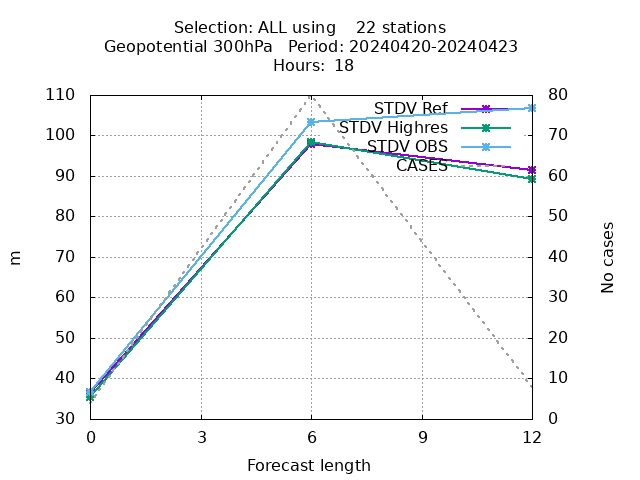 Selection: ALL using    22 stations
Geopotential 300hPa   Period: 20240420-20240423
Hours: 18
110 80
STDV Ref
100 70
STDV Highres
STDV OBS
CASES
90 60
80 50
m 70 40 No cases
60 30
50 20
40 10
30 0
0 3 6 9 12
Forecast length